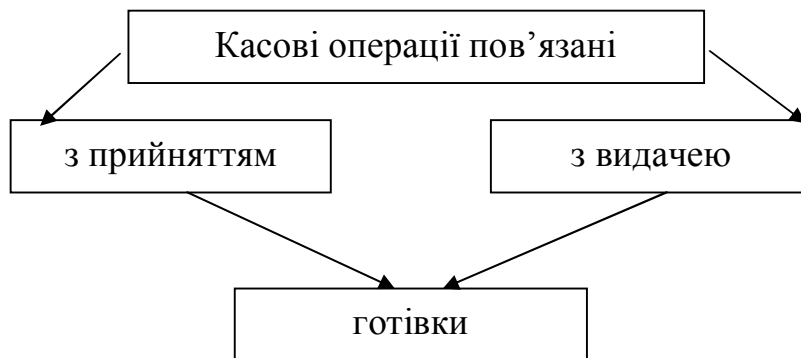 Касові операції пов’язані
з прийняттям
з видачею
готівки